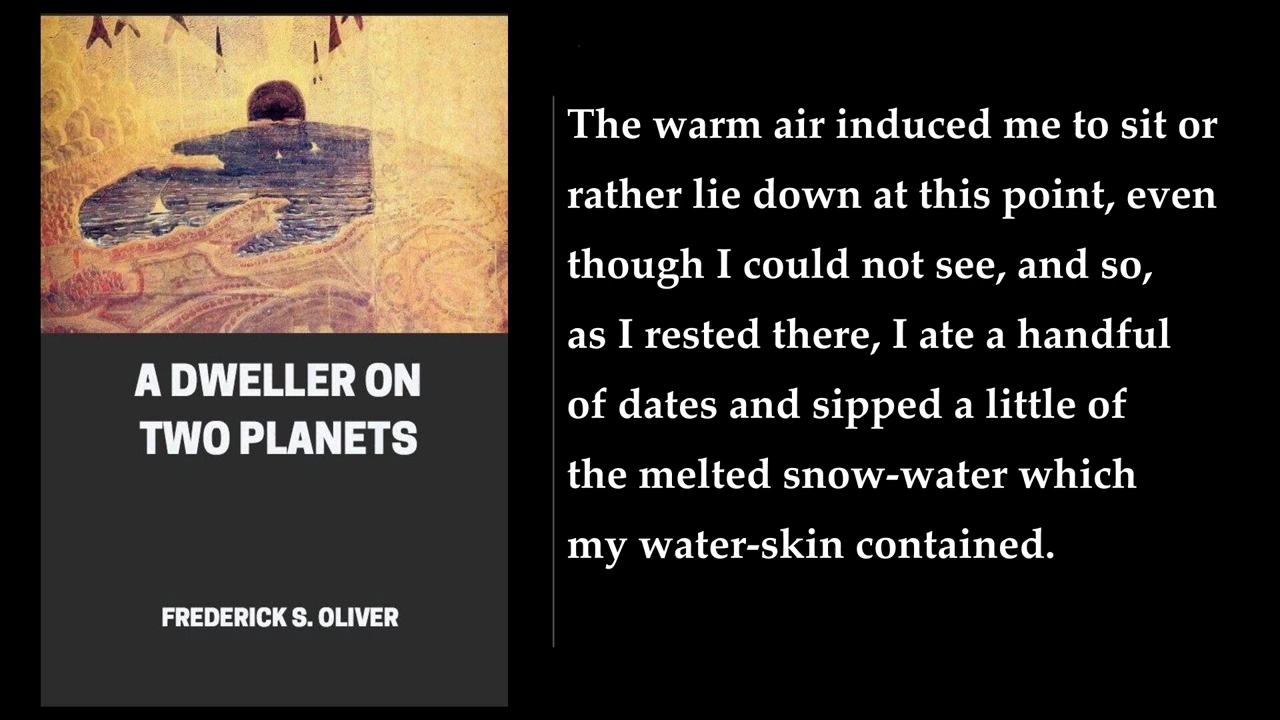 A DWELLER ON
TWO PLANETS
FREDERICK S. OLIVER
The warm air induced me to sit or
rather lie down at this point, even
though I could not see, and so,
as I rested there, I ate a handful
of dates and sipped a little of
the melted snow-water which
my water-skin contained.